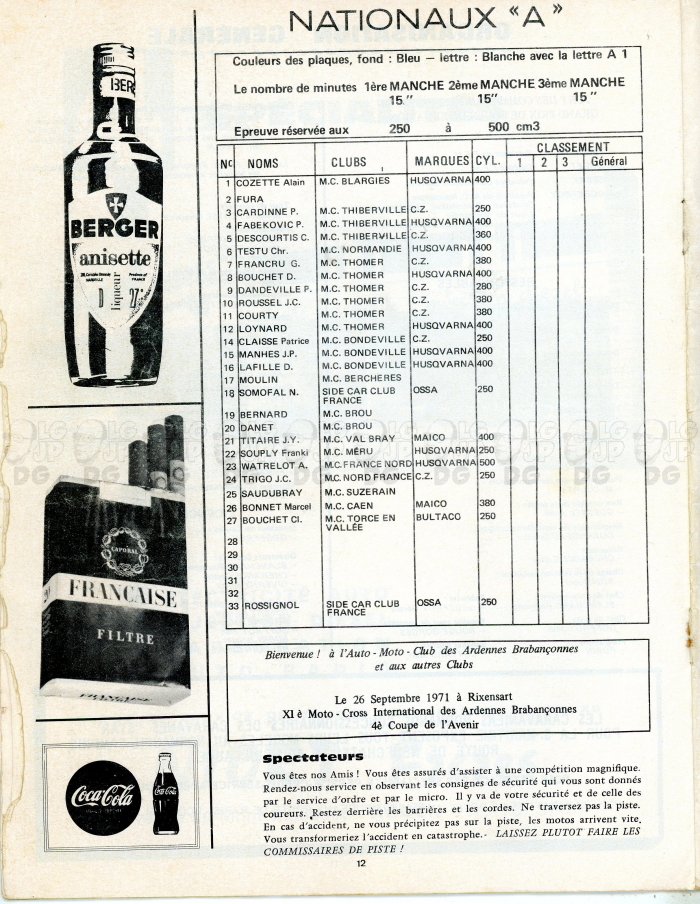 NATIONAUX "A"
Couleurs des plaques, fond : Bleu — lettre : Blanche avec la lettre A 1
Le nombre de minutes 1ère MANCHE 2ème MANCHE 3ème MANCHE
15" 15" 15"
Epreuve réservée aux 250 à 500 cm3
Nº NOMS CLUBS MARQUES CYL. CLASSEMENT
1 2 3 Général
1 COZETTE Alain M.C. BLARGIES HUSQVARNA 400
2 FURA
3 CARDINNE P. M.C. THIBERVILLE C.Z. 250
4 FABEKOVIC P. M.C. THIBERVILLE HUSQVARNA 400
5 DESCOURTIS C. M.C. THIBERVILLE C.Z. 360
6 TESTU Chr. M.C. NORMANDIE HUSQVARNA 400
7 FRANCRU G. M.C. THOMER C.Z. 380
8 BOUCHET D. M.C. THOMER HUSQVARNA 400
9 DANDEVILLE P. M.C. THOMER C.Z. 280
10 ROUSSEL J.C. M.C. THOMER C.Z. 380
11 COURTY M.C. THOMER C.Z. 380
12 LOYNARD M.C. THOMER HUSQVARNA 400
14 CLAISSE Patrice M.C. BONDEVILLE C.Z. 250
15 MANHES J.P. M.C. BONDEVILLE HUSQVARNA 400
16 LAFILLE D. M.C. BONDEVILLE HUSQVARNA 400
17 MOULIN M.C. BERCHERES
18 SOMOFAL N. SIDE CAR CLUB OSSA 250
FRANCE
19 BERNARD M.C. BROU
20 DANET M.C. BROU
21 TITAIRE J.Y. M.C. VAL BRAY MAICO 400
22 SOUPLY Franki M.C. MÉRU HUSQVARNA 250
23 WATRELOT A. M.C. FRANCE NORD HUSQVARNA 500
24 TRIGO J.C. M.C. NORD FRANCE C.Z. 250
25 SAUDUBRAY M.C. SUZERAIN
26 BONNET Marcel M.C. CAEN MAICO 380
27 BOUCHET Cl. M.C. TORCE EN BULTACO 250
VALLÉE
28
29
30
31
32
33 ROSSIGNOL SIDE CAR CLUB OSSA 250
FRANCE
Bienvenue ! à l'Auto - Moto - Club des Ardennes Brabançonnes
et aux autres Clubs
Le 26 Septembre 1971 à Rixensart
XI è Moto - Cross International des Ardennes Brabançonnes
4è Coupe de l'Avenir
Spectateurs
Vous êtes nos Amis ! Vous êtes assurés d'assister à une compétition magnifique.
Rendez-nous service en observant les consignes de sécurité qui vous sont donnés
par le service d'ordre et par le micro. Il y va de votre sécurité et de celle des
coureurs. Restez derrière les barrières et les cordes. Ne traversez pas la piste.
En cas d'accident, ne vous précipitez pas sur la piste, les motos arrivent vite.
Vous transformeriez l'accident en catastrophe.- LAISSEZ PLUTOT FAIRE LES
COMMISSAIRES DE PISTE !
12
BERGER
anisette
liqueur
D 27°
CAPORAL
FRANCAISE
FILTRE
Coca-Cola
Coca-Cola